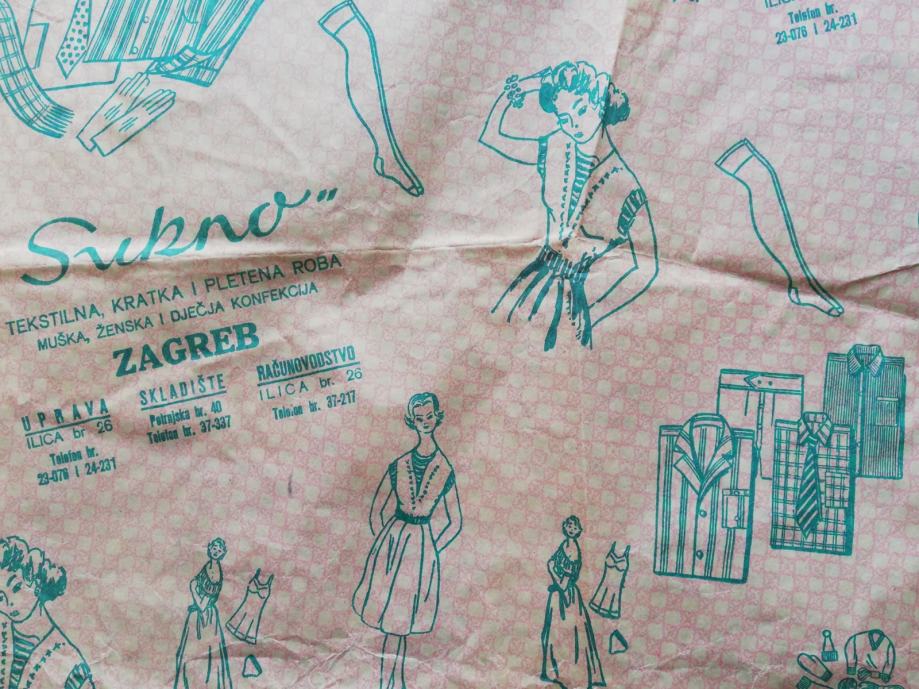 ILICA
Telefon br.
23-076 i 24-231
Sukno"
TEKSTILNA, KRATKA I PLETENA ROBA
MUŠKA, ŽENSKA I DJEČJA KONFEKCIJA
ZAGREB
UPRAVA
ILICA br 26
Telefon br.
23-076 i 24-231
SKLADIŠTE
Petrinjska br. 40
Telefon br. 37-337
RAČUNOVODSTVO
ILICA br. 26
Telefon br. 37-217